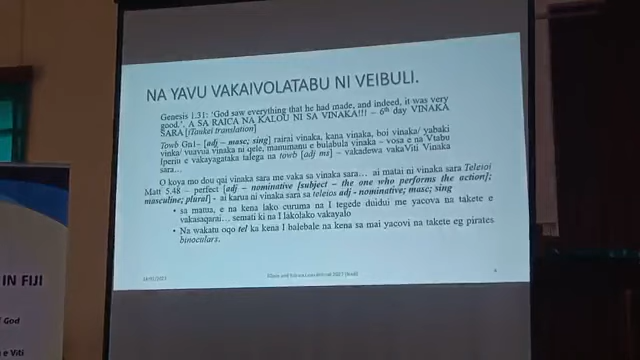 NA YAVU VAKAIVOLATABU NI VEIBULI.
Genesis 1.31: 'God saw everything that he had made, and indeed, it was very
good.'. A SA RAICA NA KALOU NI SA VINAKA!!! – 6th day VINAKA
SARA [iTaukei translation]
Towb Gn1– [adj – masc; sing] rairai vinaka, kana vinaka, boi vinaka/ yabaki
vinka/ vuavua vinaka ni qele, manumanu e bulabula vinaka – vosa e na Vtabu
Iperiu e vakayagataka talega na towb [adj ms] – vakadewa vakaViti Vinaka
sara…
O koya mo dou qai vinaka sara me vaka sa vinaka sara… ai matai ni vinaka sara Teleioi
Matt 5.48 – perfect [adj – nominative [subject – the one who performs the action];
masculine; plural] - ai karua ni vinaka sara sa teleios adj - nominative; masc; sing
• sa matua, e na kena lako curuma na I tegede duidui me yacova na takete e
vakasaqarai… semati ki na I lakolako vakayalo
• Na wakatu oqo tel ka kena I balebale na kena sa mai yacovi na takete eg pirates
binoculars.
IN FIJI
God
e Viti